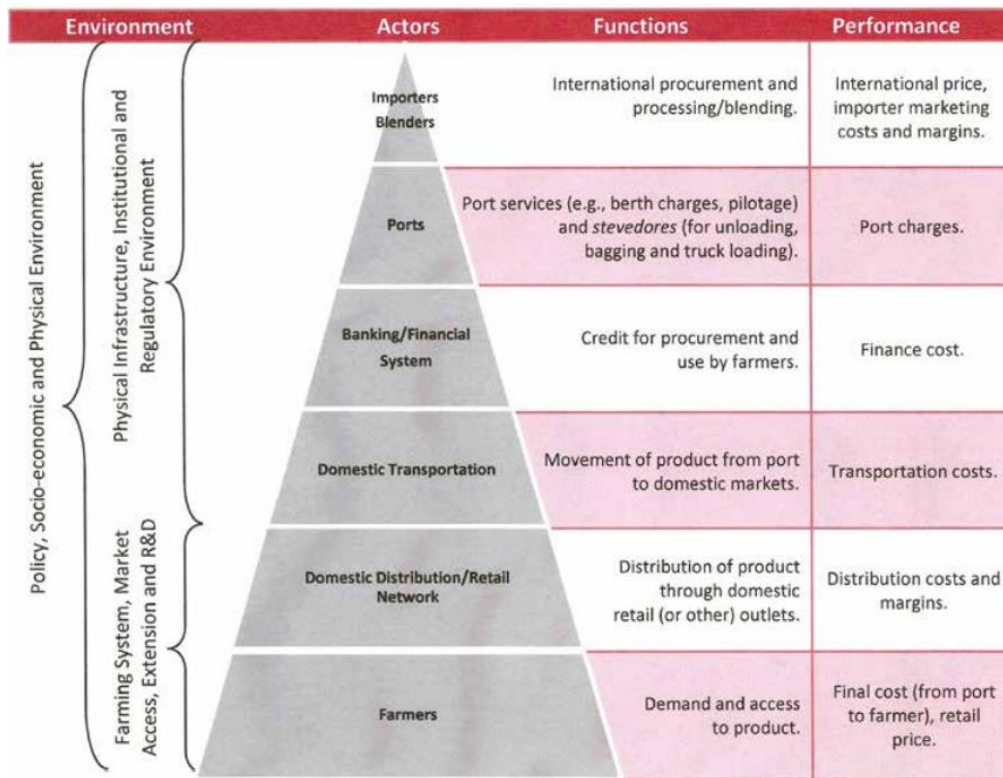 Environment
Actors
Functions
Performance
Policy, Socio-economic and Physical Environment
Physical Infrastructure, Institutional and
Regulatory Environment
Farming System, Market
Access, Extension and R&D
Importers
Blenders
International procurement and
processing/blending.
International price,
importer marketing
costs and margins.
Ports
Port services (e.g., berth charges, pilotage)
and stevedores (for unloading,
bagging and truck loading).
Port charges.
Banking/Financial
System
Credit for procurement and
use by farmers.
Finance cost.
Domestic Transportation
Movement of product from port
to domestic markets.
Transportation costs.
Domestic Distribution/Retail
Network
Distribution of product
through domestic
retail (or other) outlets.
Distribution costs and
margins.
Farmers
Demand and access
to product.
Final cost (from port
to farmer), retail
price.